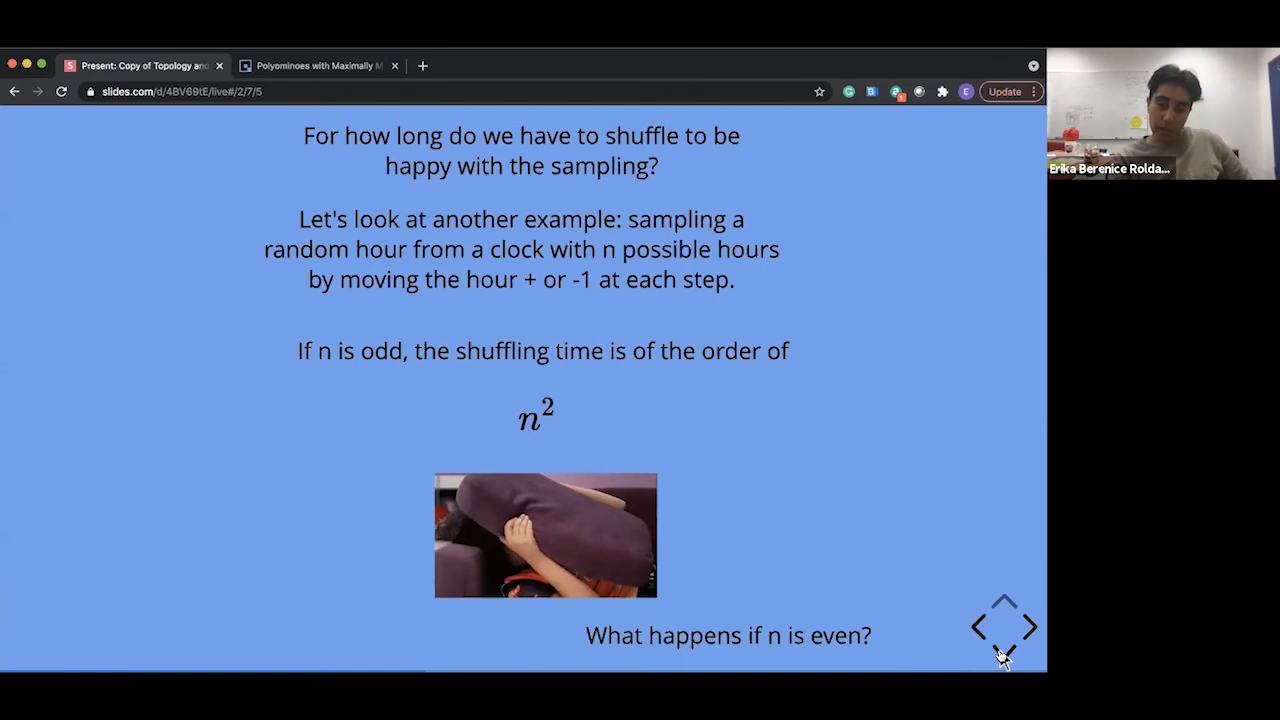 Present: Copy of Topology and
Polyominoes with Maximally M
slides.com/d/4BV69tE/live#/2/7/5
Update
For how long do we have to shuffle to be
happy with the sampling?
Let's look at another example: sampling a
random hour from a clock with n possible hours
by moving the hour + or -1 at each step.
If n is odd, the shuffling time is of the order of
n²
What happens if n is even?
Erika Berenice Rolda...